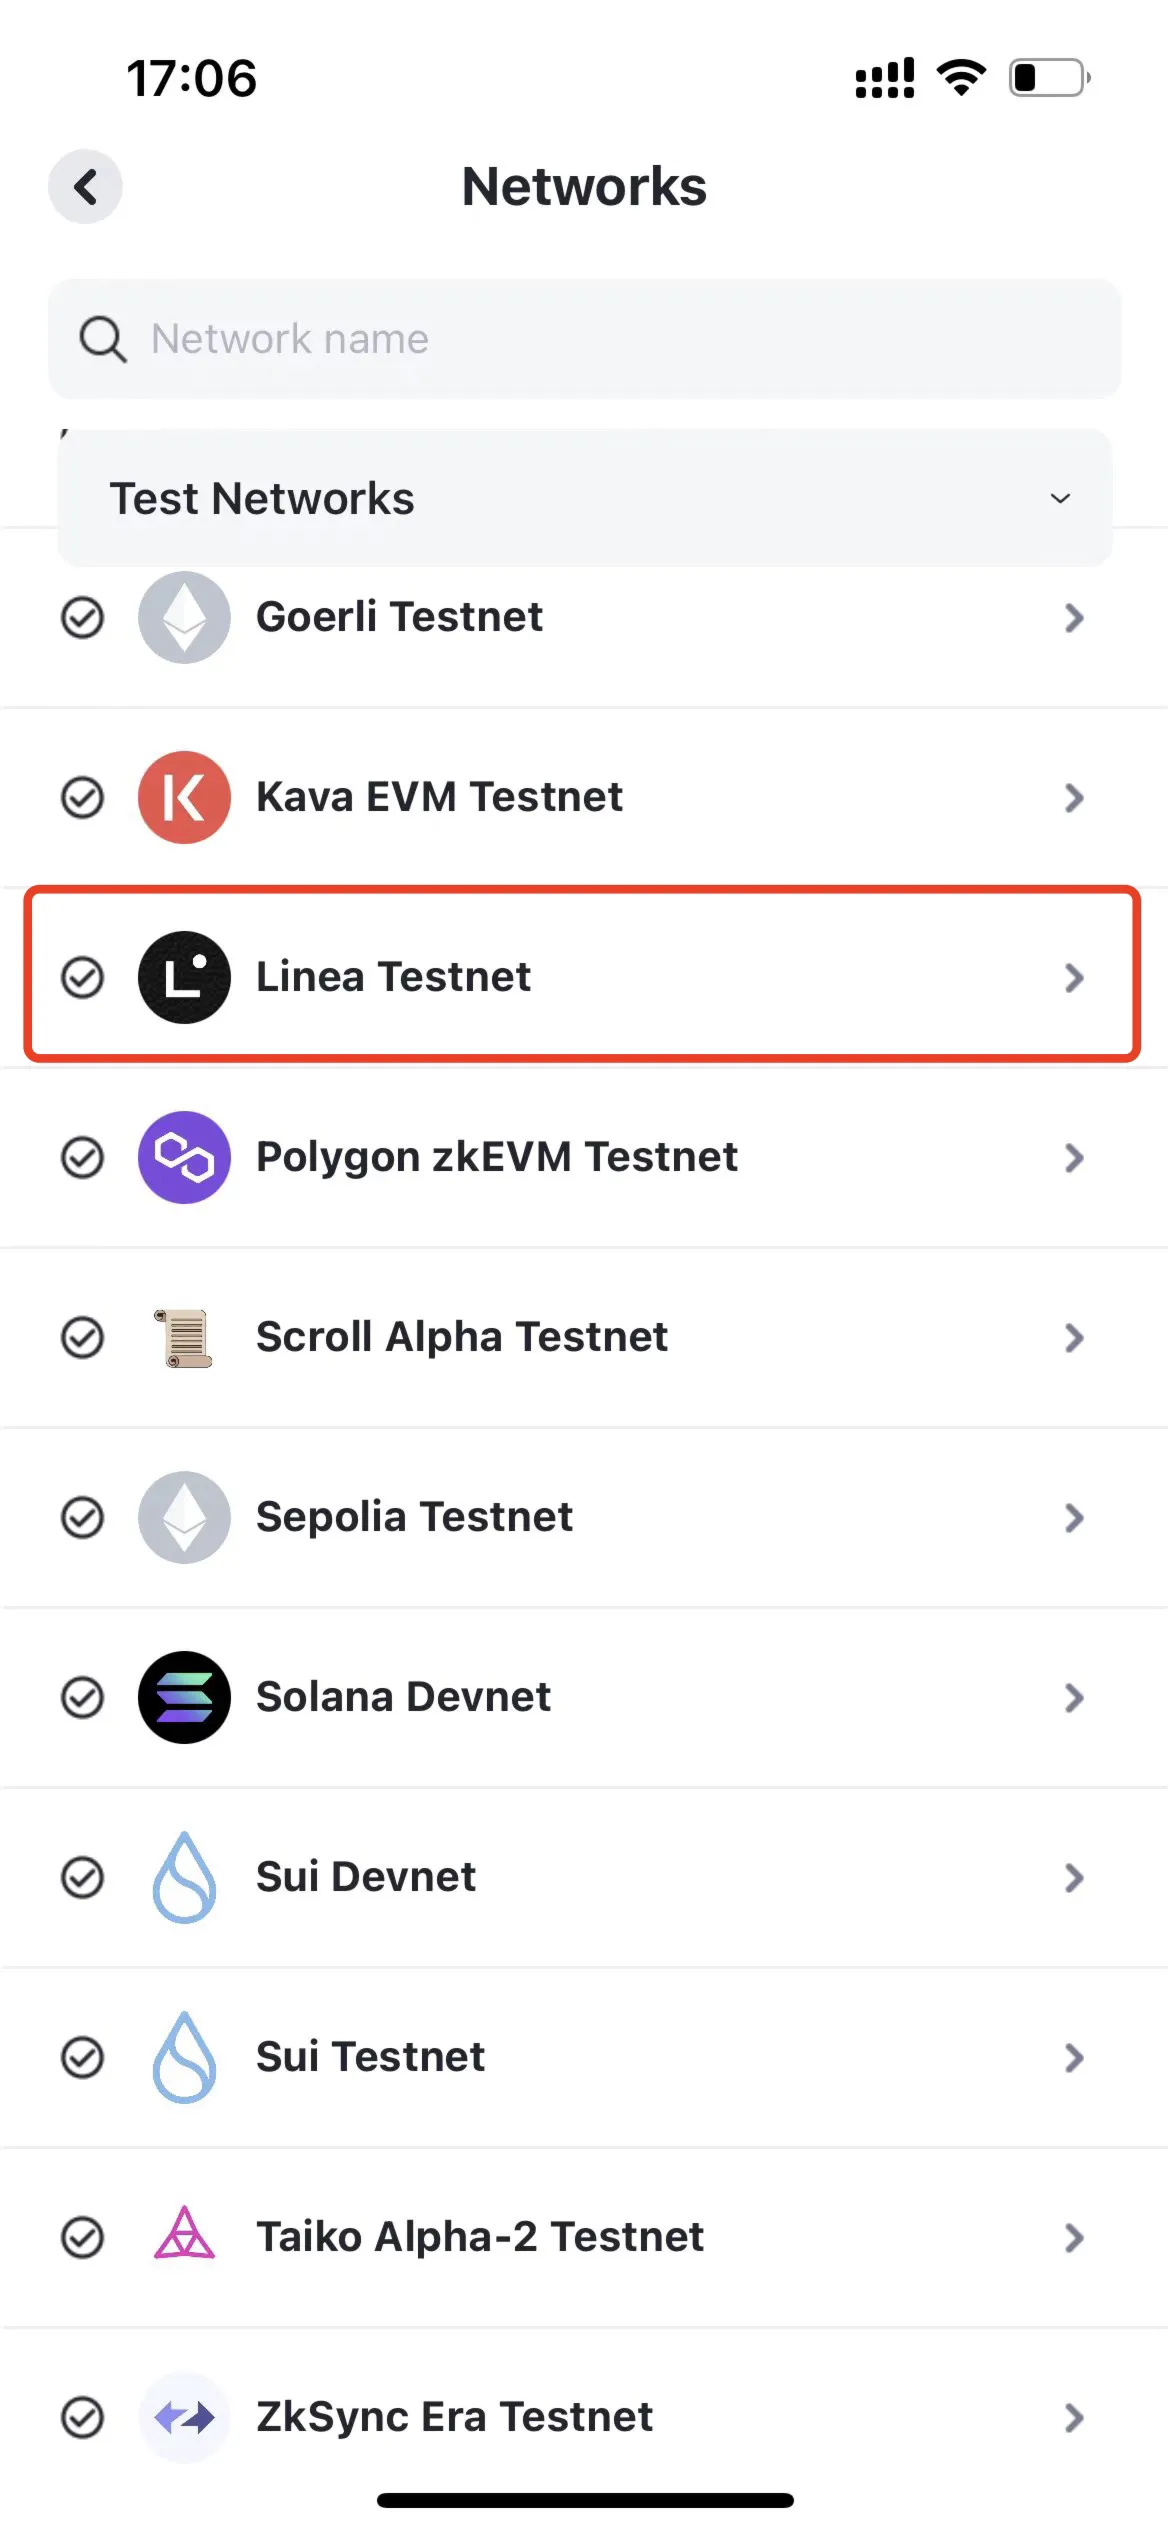 17:06
Networks
Network name
Test Networks
Goerli Testnet
Kava EVM Testnet
Linea Testnet
Polygon zkEVM Testnet
Scroll Alpha Testnet
Sepolia Testnet
Solana Devnet
Sui Devnet
Sui Testnet
Taiko Alpha-2 Testnet
ZkSync Era Testnet